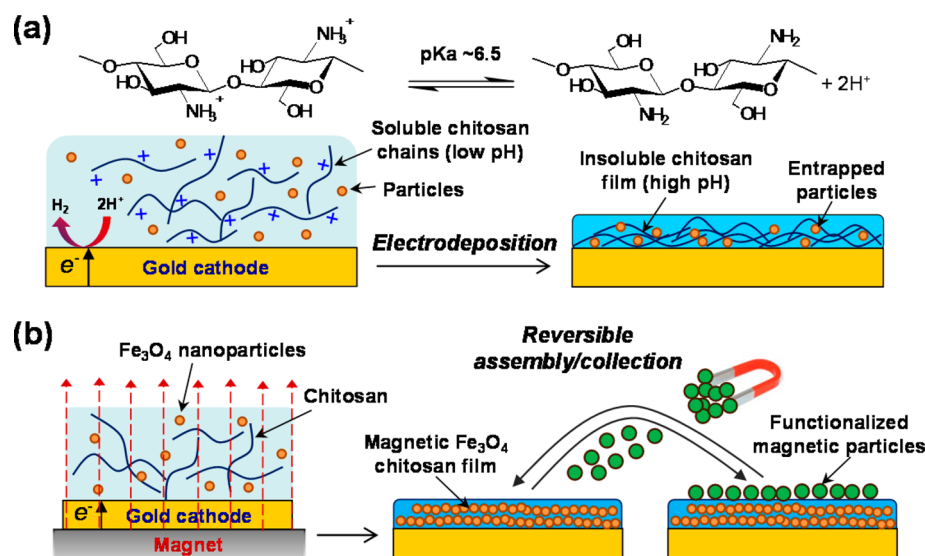 (a)
OH
NH₃⁺
O
O
HO
O
HO
O
NH₃⁺
OH
pKa ~6.5
OH
NH₂
O
O
HO
O
HO
O
NH₂
OH
+ 2H⁺
Soluble chitosan
chains (low pH)
Particles
H₂
2H⁺
e⁻
Gold cathode
Electrodeposition
Insoluble chitosan
film (high pH)
Entrapped
particles
(b)
Fe₃O₄ nanoparticles
Chitosan
e⁻
Gold cathode
Magnet
Reversible
assembly/collection
Magnetic Fe₃O₄
chitosan film
Functionalized
magnetic particles